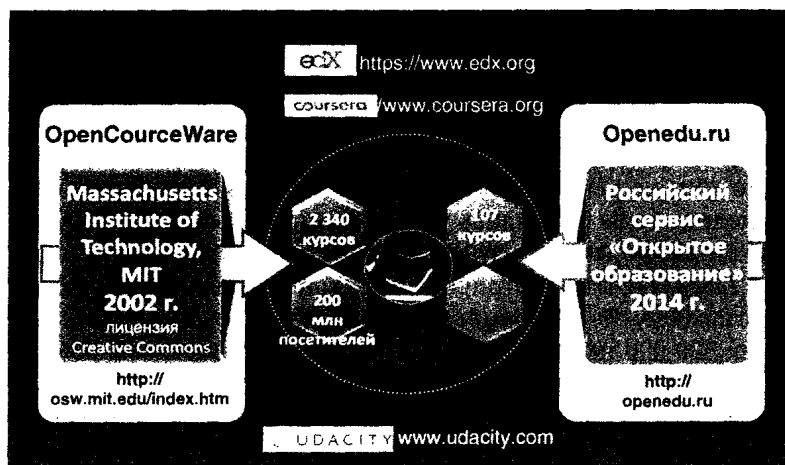 edX https://www.edx.org
coursera /www.coursera.org
OpenCourceWare
Massachusetts
Institute of
Technology,
MIT
2002 г.
лицензия
Creative Commons
http://
osw.mit.edu/index.htm
2 340
курсов
200
млн
посетителей
107
курсов
Openedu.ru
Российский
сервис
«Открытое
образование»
2014 г.
http://
openedu.ru
UDACITY www.udacity.com